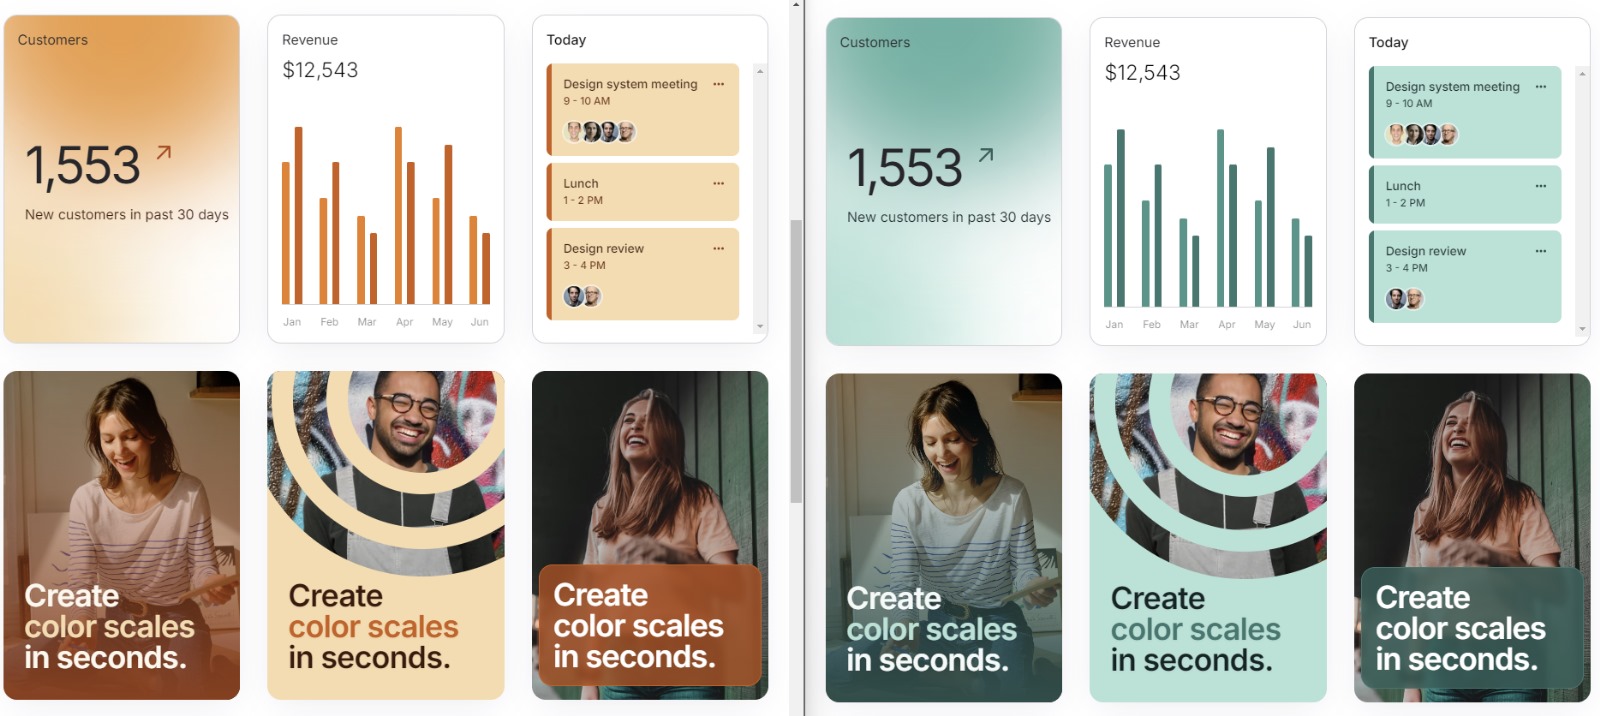 Customers
1,553
New customers in past 30 days
Revenue
$12,543
Jan Feb Mar Apr May Jun
Today
Design system meeting
9 - 10 AM
Lunch
1 - 2 PM
Design review
3 - 4 PM
Create
color scales
in seconds.
Create
color scales
in seconds.
Create
color scales
in seconds.
Customers
1,553
New customers in past 30 days
Revenue
$12,543
Jan Feb Mar Apr May Jun
Today
Design system meeting
9 - 10 AM
Lunch
1 - 2 PM
Design review
3 - 4 PM
Create
color scales
in seconds.
Create
color scales
in seconds.
Create
color scales
in seconds.